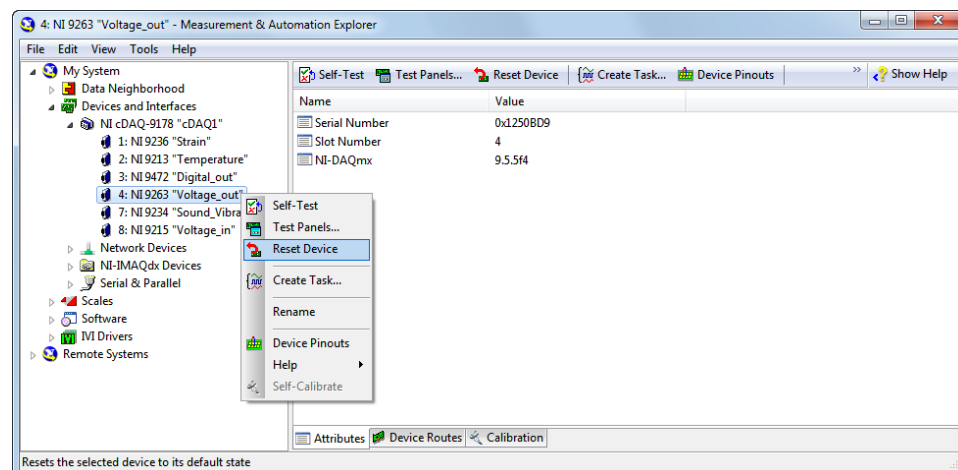 4: NI 9263 "Voltage_out" - Measurement & Automation Explorer
File Edit View Tools Help
My System
Data Neighborhood
Devices and Interfaces
NI cDAQ-9178 "cDAQ1"
1: NI 9236 "Strain"
2: NI 9213 "Temperature"
3: NI 9472 "Digital_out"
4: NI 9263 "Voltage_out"
7: NI 9234 "Sound_Vibra
8: NI 9215 "Voltage_in"
Network Devices
NI-IMAQdx Devices
Serial & Parallel
Scales
Software
IVI Drivers
Remote Systems
Self-Test
Test Panels...
Reset Device
Create Task...
Rename
Device Pinouts
Help
Self-Calibrate
Self-Test Test Panels... Reset Device Create Task... Device Pinouts » Show Help
Name Value
Serial Number 0x1250BD9
Slot Number 4
NI-DAQmx 9.5.5f4
Attributes Device Routes Calibration
Resets the selected device to its default state